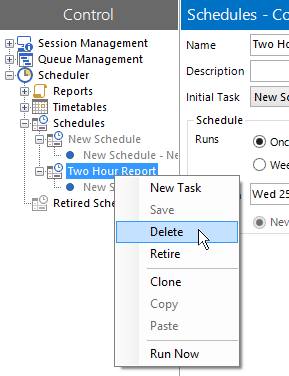 Control
Session Management
Queue Management
Scheduler
Reports
Timetables
Schedules
New Schedule
New Schedule - Ne
Two Hour Report
New S
Retired Sche
New Task
Save
Delete
Retire
Clone
Copy
Paste
Run Now
Schedules - Co
Name
Two Hou
Description
Initial Task
New Sc
Schedule
Runs
Onc
Wee
Wed 25
Nev